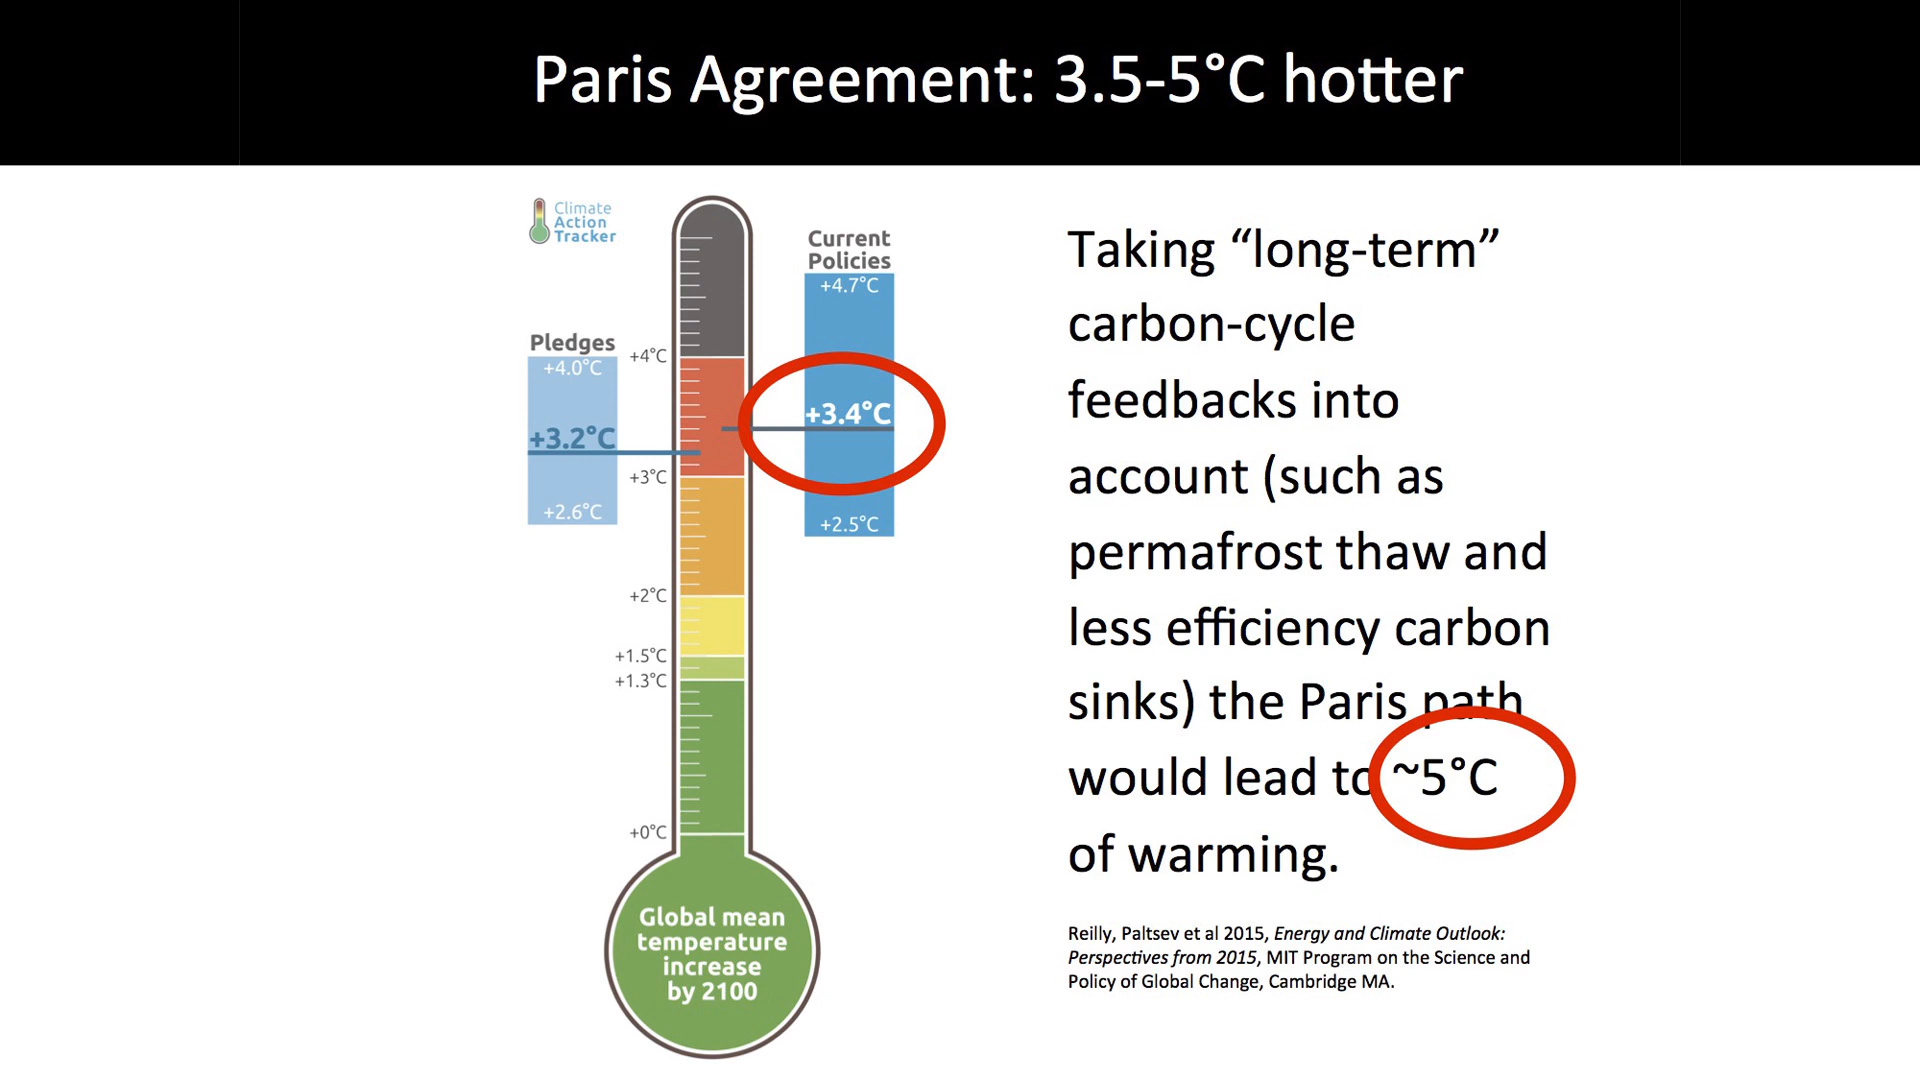 Paris Agreement: 3.5-5°C hotter
Climate
Action
Tracker
Pledges
+4.0°C
+3.2°C
+2.6°C
+4°C
+3°C
+2°C
+1.5°C
+1.3°C
+0°C
Current
Policies
+4.7°C
+3.4°C
+2.5°C
Global mean
temperature
increase
by 2100
Taking “long-term”
carbon-cycle
feedbacks into
account (such as
permafrost thaw and
less efficiency carbon
sinks) the Paris path
would lead to ~5°C
of warming.
Reilly, Paltsev et al 2015, Energy and Climate Outlook:
Perspectives from 2015, MIT Program on the Science and
Policy of Global Change, Cambridge MA.